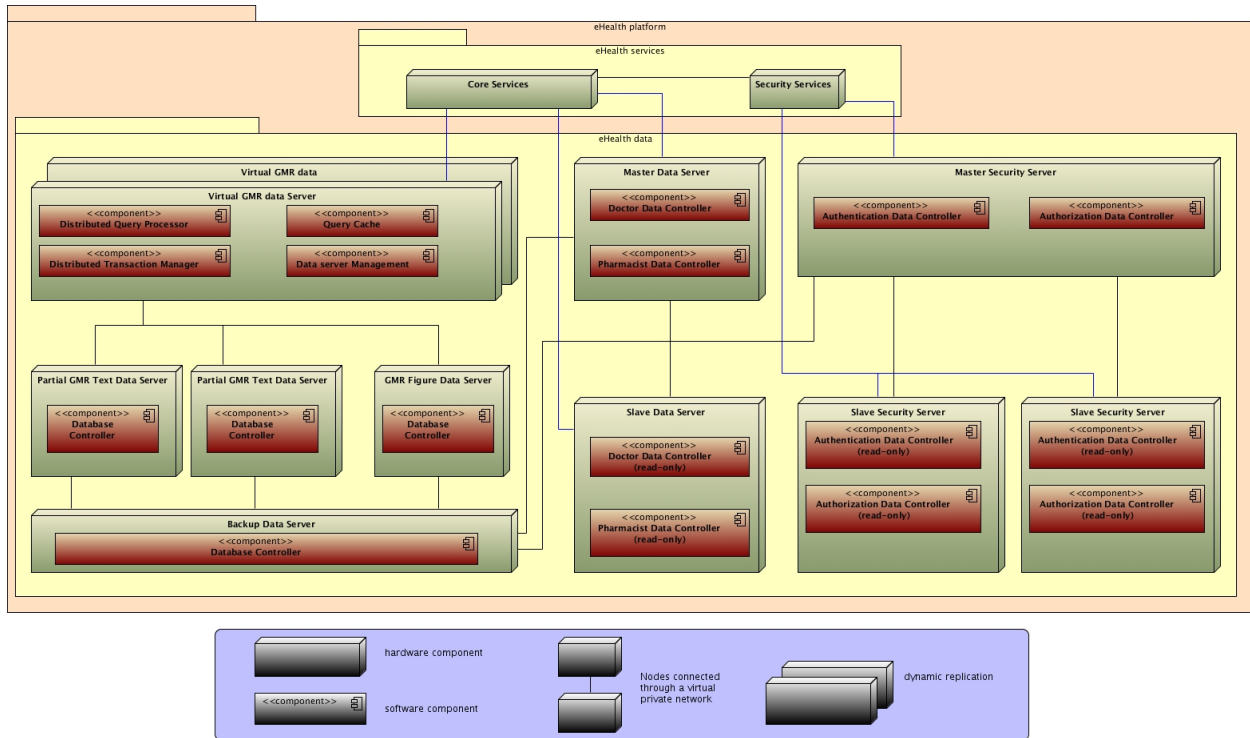 eHealth platform
eHealth services
Core Services
Security Services
eHealth data
Virtual GMR data
Virtual GMR data Server
<<component>>
Distributed Query Processor
<<component>>
Query Cache
<<component>>
Distributed Transaction Manager
<<component>>
Data server Management
Master Data Server
<<component>>
Doctor Data Controller
<<component>>
Pharmacist Data Controller
Master Security Server
<<component>>
Authentication Data Controller
<<component>>
Authorization Data Controller
Partial GMR Text Data Server
<<component>>
Database
Controller
Partial GMR Text Data Server
<<component>>
Database
Controller
GMR Figure Data Server
<<component>>
Database
Controller
Backup Data Server
<<component>>
Database Controller
Slave Data Server
<<component>>
Doctor Data Controller
(read-only)
<<component>>
Pharmacist Data Controller
(read-only)
Slave Security Server
<<component>>
Authentication Data Controller
(read-only)
<<component>>
Authorization Data Controller
(read-only)
Slave Security Server
<<component>>
Authentication Data Controller
(read-only)
<<component>>
Authorization Data Controller
(read-only)
hardware component
<<component>>
software component
Nodes connected
through a virtual
private network
dynamic replication